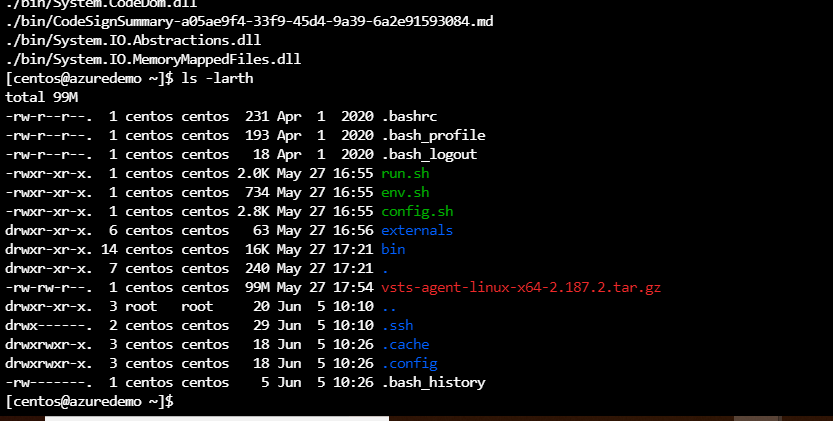 ./bin/System.CodeDom.dll
./bin/CodeSignSummary-a05ae9f4-33f9-45d4-9a39-6a2e91593084.md
./bin/System.IO.Abstractions.dll
./bin/System.IO.MemoryMappedFiles.dll
[centos@azuredemo ~]$ ls -larth
total 99M
-rw-r--r--.  1 centos centos  231 Apr  1  2020 .bashrc
-rw-r--r--.  1 centos centos  193 Apr  1  2020 .bash_profile
-rw-r--r--.  1 centos centos   18 Apr  1  2020 .bash_logout
-rwxr-xr-x.  1 centos centos 2.0K May 27 16:55 run.sh
-rwxr-xr-x.  1 centos centos  734 May 27 16:55 env.sh
-rwxr-xr-x.  1 centos centos 2.8K May 27 16:55 config.sh
drwxr-xr-x.  6 centos centos   63 May 27 16:56 externals
drwxr-xr-x. 14 centos centos  16K May 27 17:21 bin
drwxr-xr-x.  7 centos centos  240 May 27 17:21 .
-rw-rw-r--.  1 centos centos  99M May 27 17:54 vsts-agent-linux-x64-2.187.2.tar.gz
drwxr-xr-x.  3 root   root     20 Jun  5 10:10 ..
drwx------.  2 centos centos   29 Jun  5 10:10 .ssh
drwxrwxr-x.  3 centos centos   18 Jun  5 10:26 .cache
drwxrwxr-x.  3 centos centos   18 Jun  5 10:26 .config
-rw-------.  1 centos centos    5 Jun  5 10:26 .bash_history
[centos@azuredemo ~]$